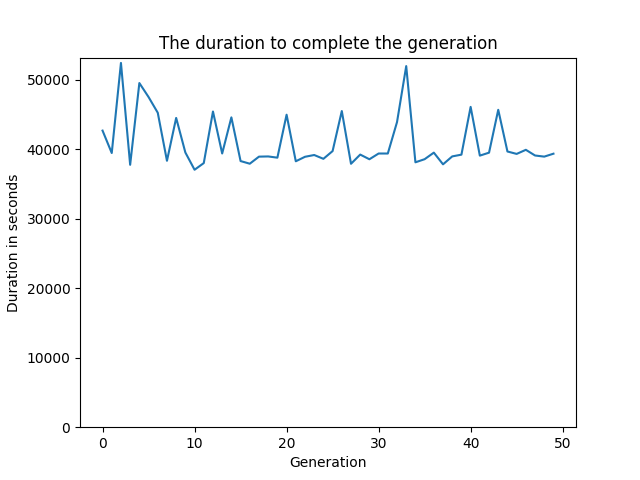 The duration to complete the generation
50000
40000
30000
20000
10000
0
Duration in seconds
0 10 20 30 40 50
Generation